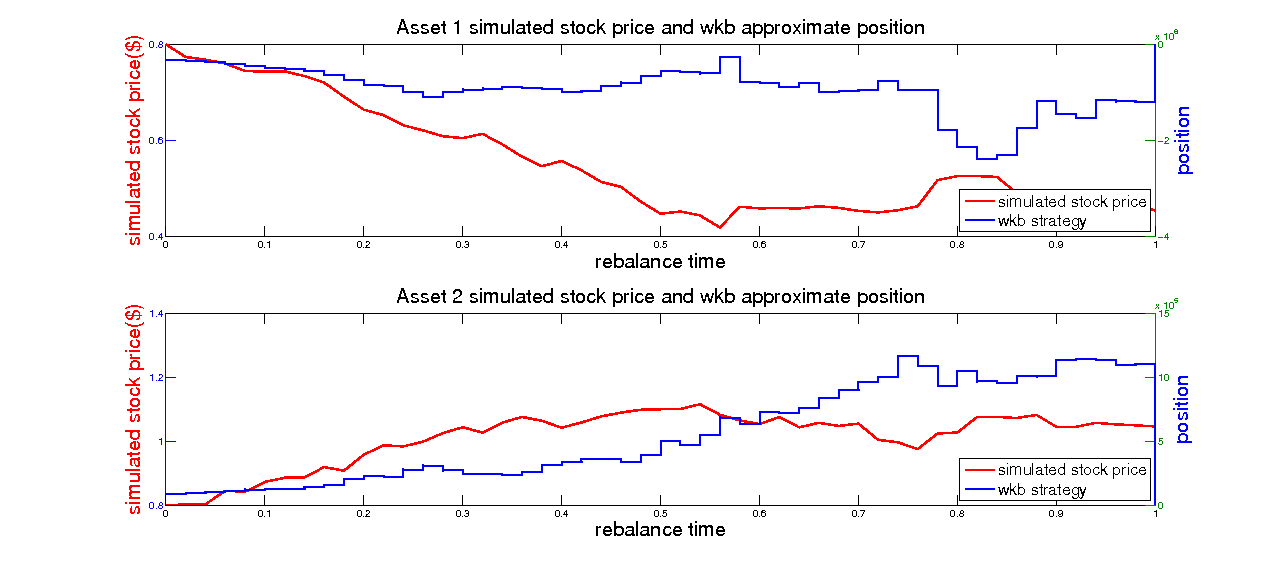 Asset 1 simulated stock price and wkb approximate position
simulated stock price($)
0.8
0.6
0.4
x 10^6
0
-2
-4
position
simulated stock price
wkb strategy
0 0.1 0.2 0.3 0.4 0.5 0.6 0.7 0.8 0.9 1
rebalance time
Asset 2 simulated stock price and wkb approximate position
simulated stock price($)
1.4
1.2
1
0.8
x 10^5
15
10
5
0
position
simulated stock price
wkb strategy
0 0.1 0.2 0.3 0.4 0.5 0.6 0.7 0.8 0.9 1
rebalance time